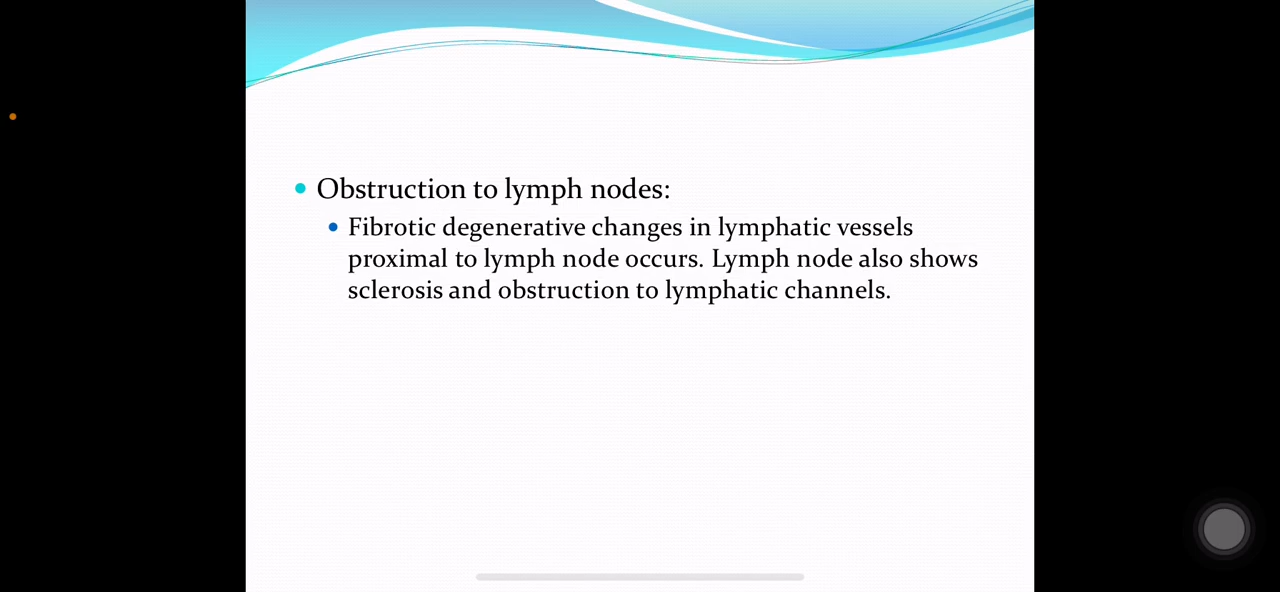 Obstruction to lymph nodes:
Fibrotic degenerative changes in lymphatic vessels
proximal to lymph node occurs. Lymph node also shows
sclerosis and obstruction to lymphatic channels.